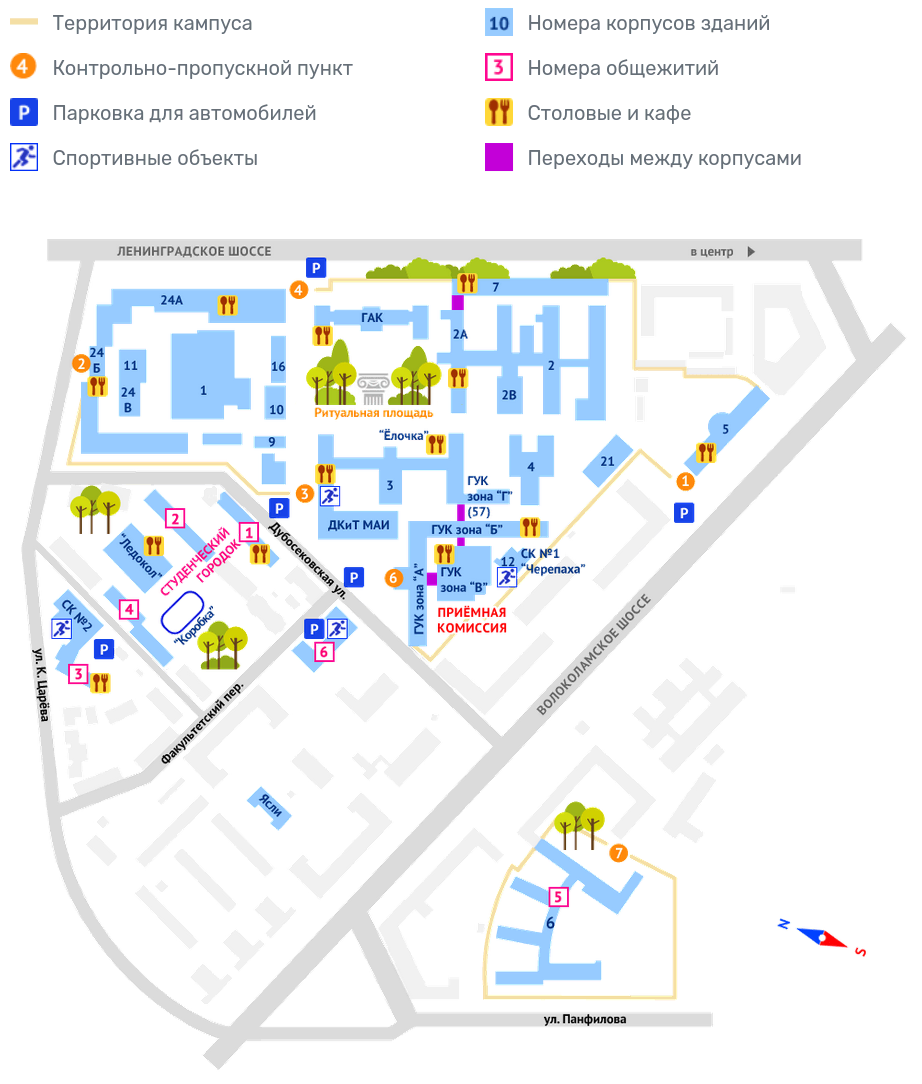 Территория кампуса
10 Номера корпусов зданий
4 Контрольно-пропускной пункт
3 Номера общежитий
P Парковка для автомобилей
Столовые и кафе
Спортивные объекты
Переходы между корпусами
ЛЕНИНГРАДСКОЕ ШОССЕ
в центр
P
4
7
24А
ГАК
2А
24
Б
2
11
24
В
1
16
10
2
2В
Ритуальная площадь
9
"Ёлочка"
5
21
4
3
3
ГУК
зона "Г"
(57)
1
P
P
ДКиТ МАИ
ГУК зона "Б"
2
1
СТУДЕНЧЕСКИЙ
ГОРОДОК
"Ледокол"
Дубосековская ул.
P
6
ГУК зона "А"
ГУК
зона "В"
12
СК №1
"Черепаха"
ПРИЁМНАЯ
КОМИССИЯ
4
"Коробка"
СК №2
P
3
P
6
ул. К. Царёва
Факультетский пер.
ВОЛОКОЛАМСКОЕ ШОССЕ
Ясли
7
5
6
N
S
ул. Панфилова